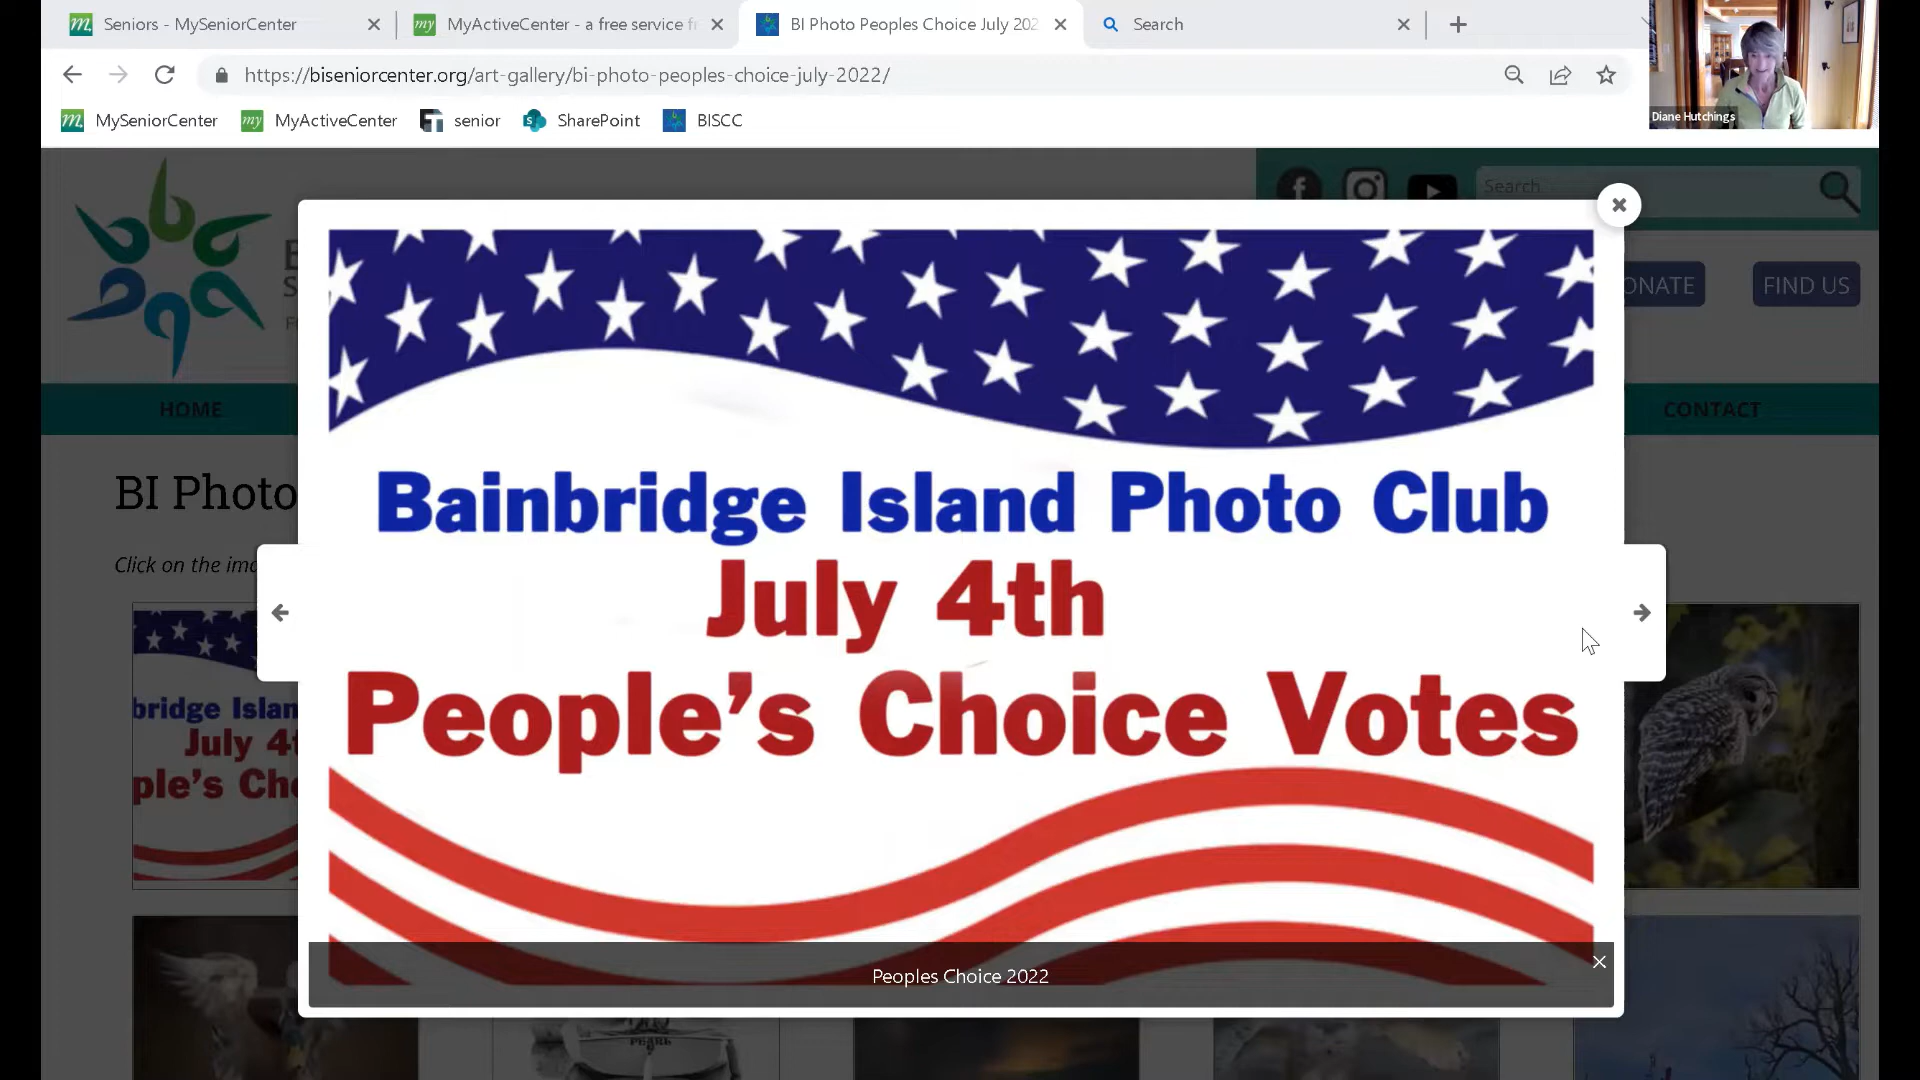 Seniors - MySeniorCenter
MyActiveCenter - a free service f
BI Photo Peoples Choice July 202
Search
https://biseniorcenter.org/art-gallery/bi-photo-peoples-choice-july-2022/
MySeniorCenter
MyActiveCenter
senior
SharePoint
BISCC
Diane Hutchings
Search
ONATE
FIND US
HOME
CONTACT
BI Photo
Click on the ima
Bainbridge Island Photo Club
July 4th
People's Choice Votes
bridge Islan
July 4t
ple's Cho
Peoples Choice 2022
PEARL